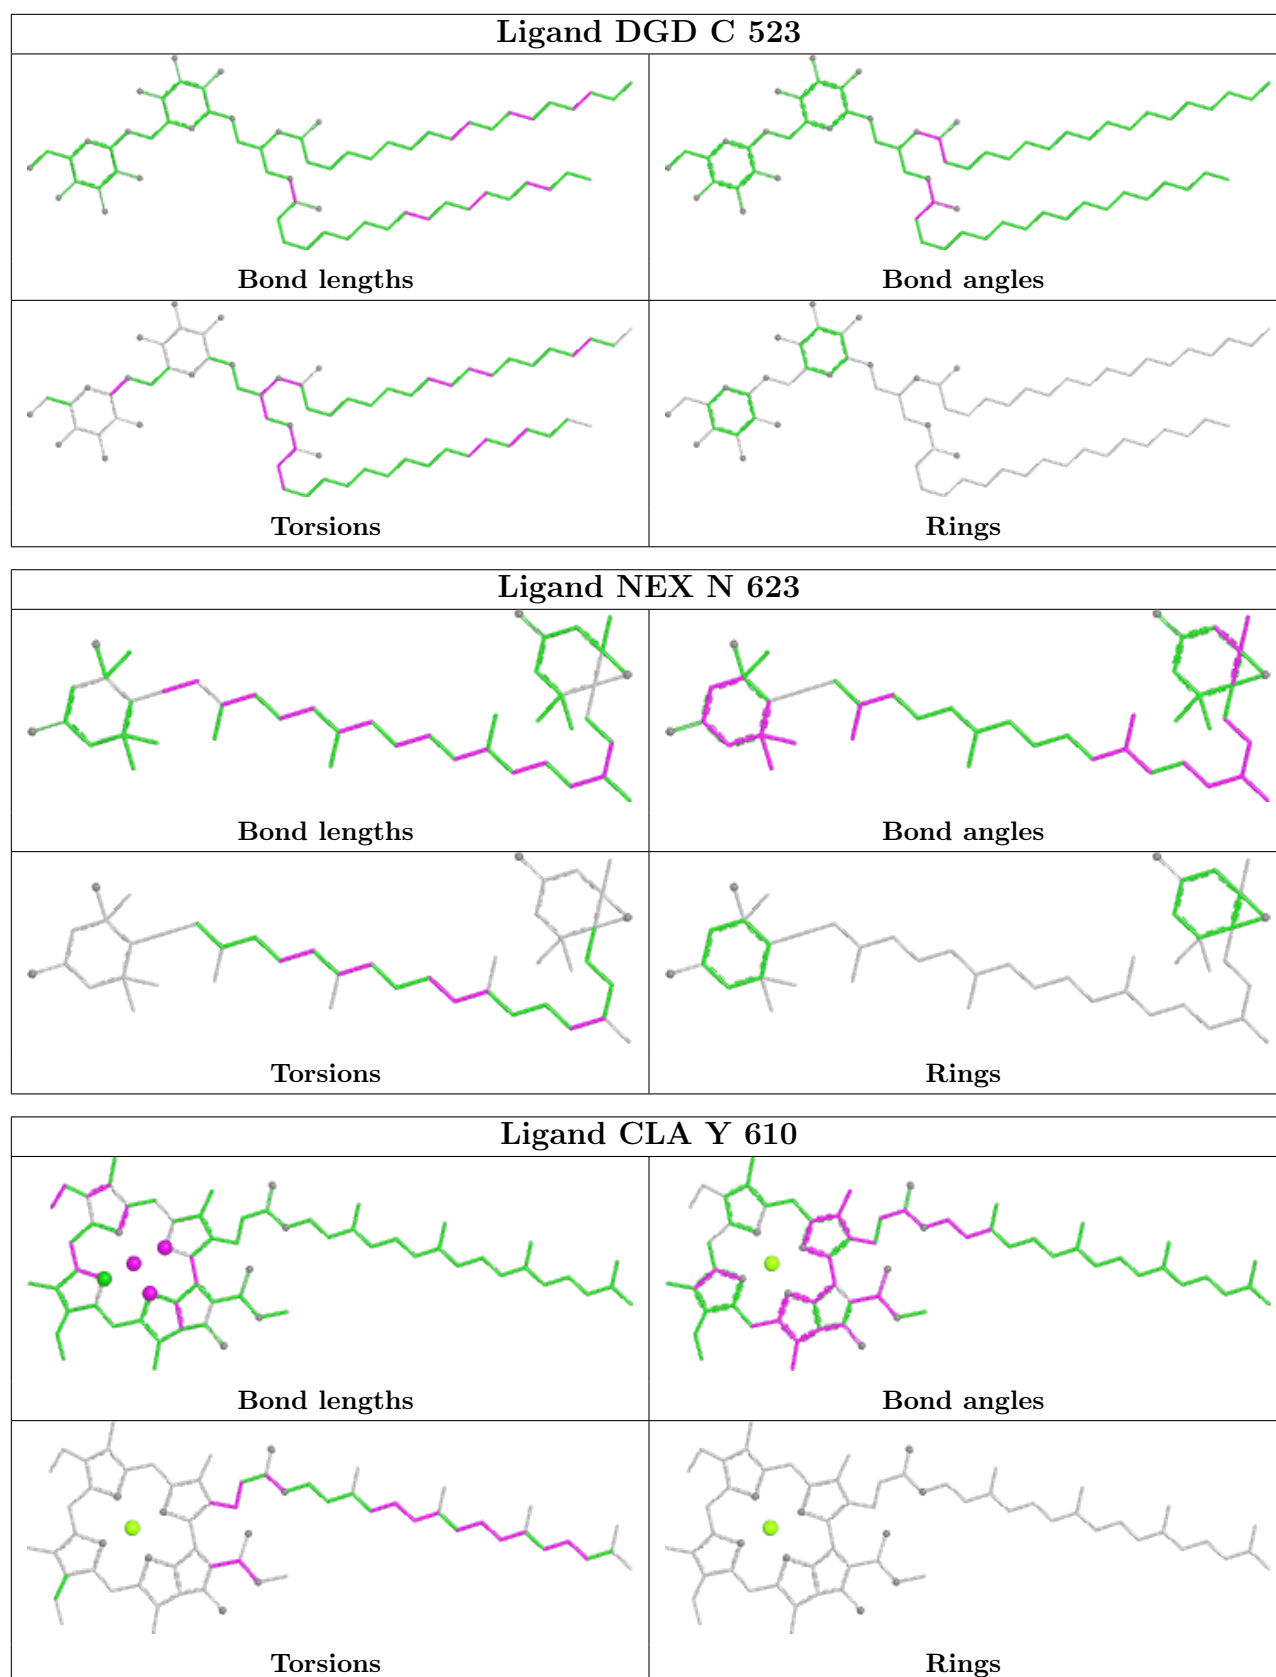 Ligand DGD C 523
Bond lengths
Bond angles
Torsions
Rings
Ligand NEX N 623
Bond lengths
Bond angles
Torsions
Rings
Ligand CLA Y 610
Bond lengths
Bond angles
Torsions
Rings